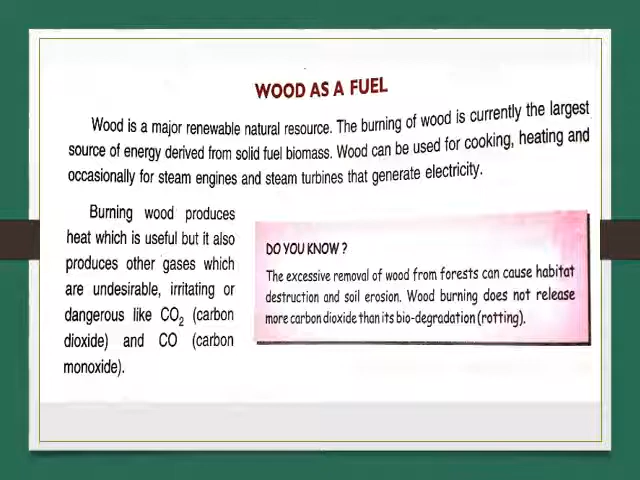 WOOD AS A FUEL
Wood is a major renewable natural resource. The burning of wood is currently the largest
source of energy derived from solid fuel biomass. Wood can be used for cooking, heating and
occasionally for steam engines and steam turbines that generate electricity.
Burning wood produces
heat which is useful but it also
produces other gases which
are undesirable, irritating or
dangerous like CO₂ (carbon
dioxide) and CO (carbon
monoxide).
DO YOU KNOW ?
The excessive removal of wood from forests can cause habitat
destruction and soil erosion. Wood burning does not release
more carbon dioxide than its bio-degradation (rotting).